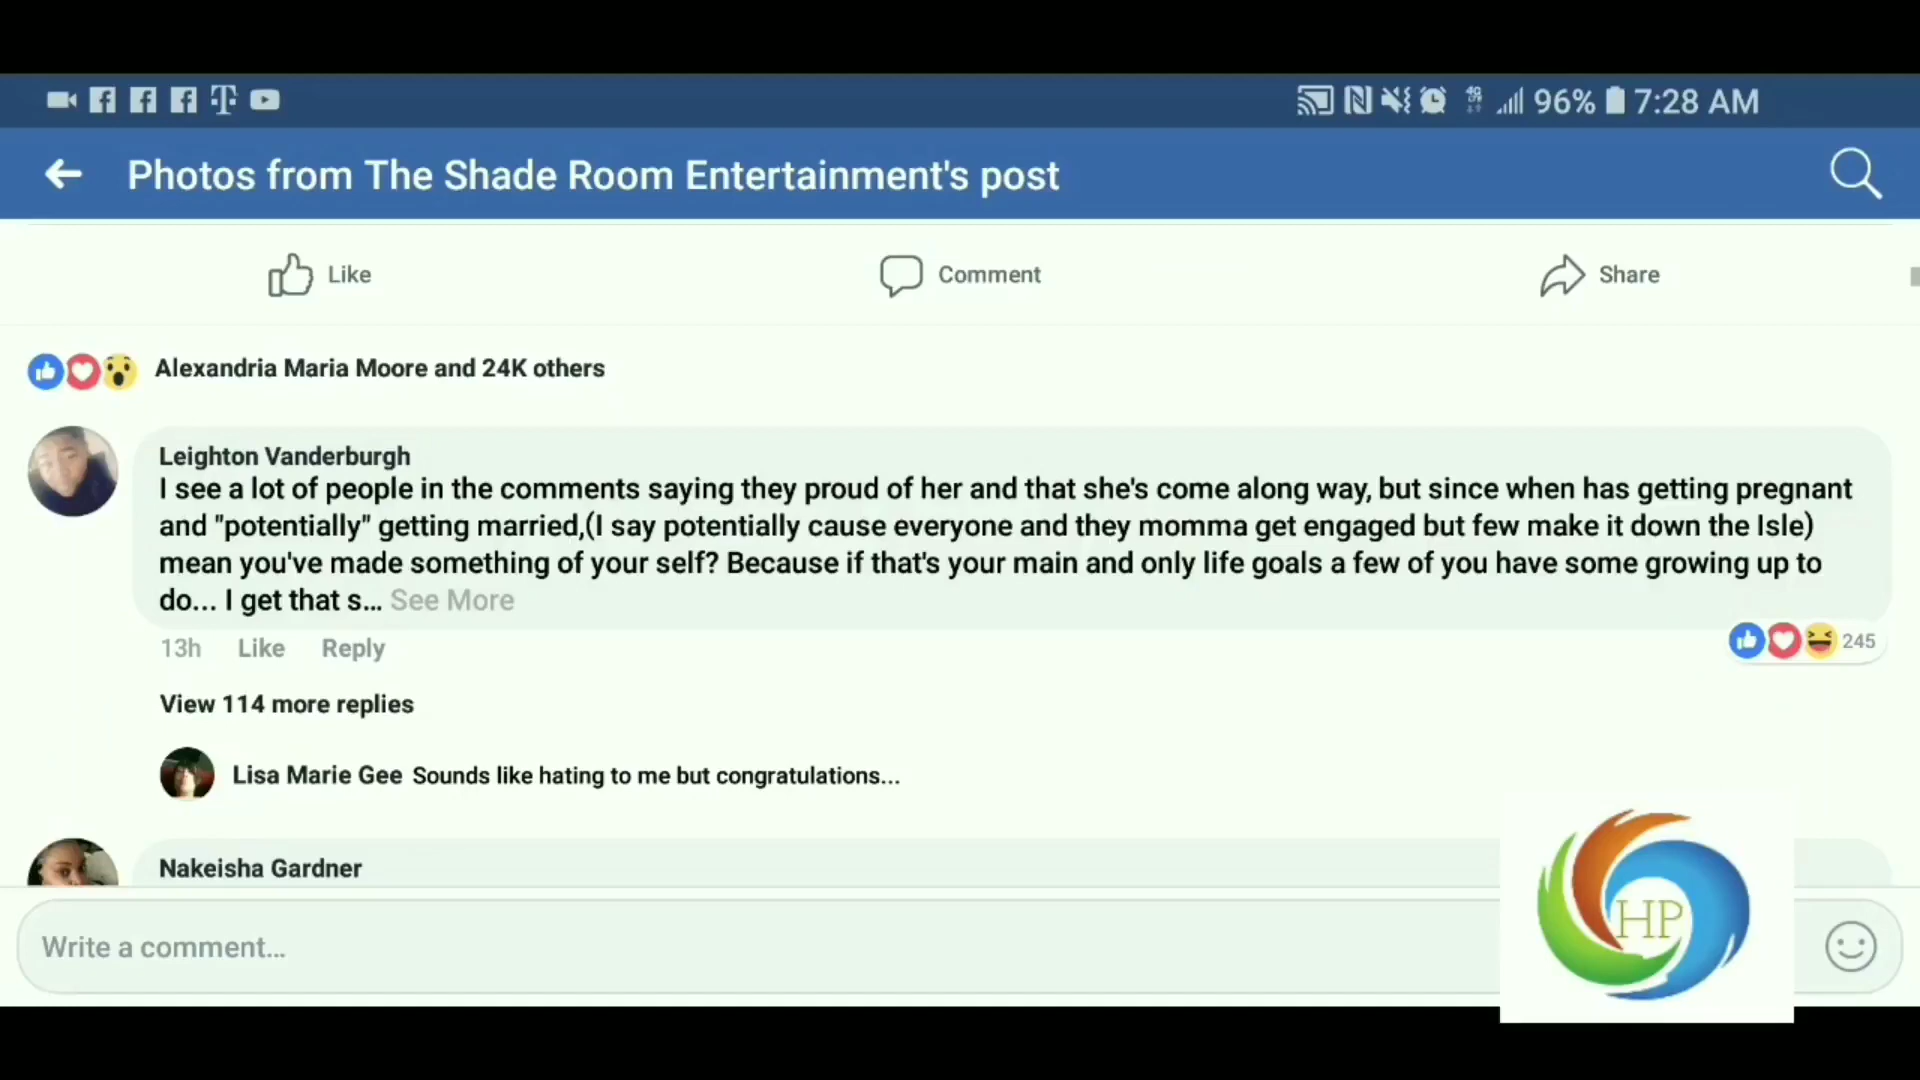 96% 7:28 AM
Photos from The Shade Room Entertainment's post
Like Comment Share
Alexandria Maria Moore and 24K others
Leighton Vanderburgh
I see a lot of people in the comments saying they proud of her and that she's come along way, but since when has getting pregnant
and "potentially" getting married,(I say potentially cause everyone and they momma get engaged but few make it down the Isle)
mean you've made something of your self? Because if that's your main and only life goals a few of you have some growing up to
do... I get that s... See More
13h Like Reply 245
View 114 more replies
Lisa Marie Gee Sounds like hating to me but congratulations...
Nakeisha Gardner
Write a comment...
HP